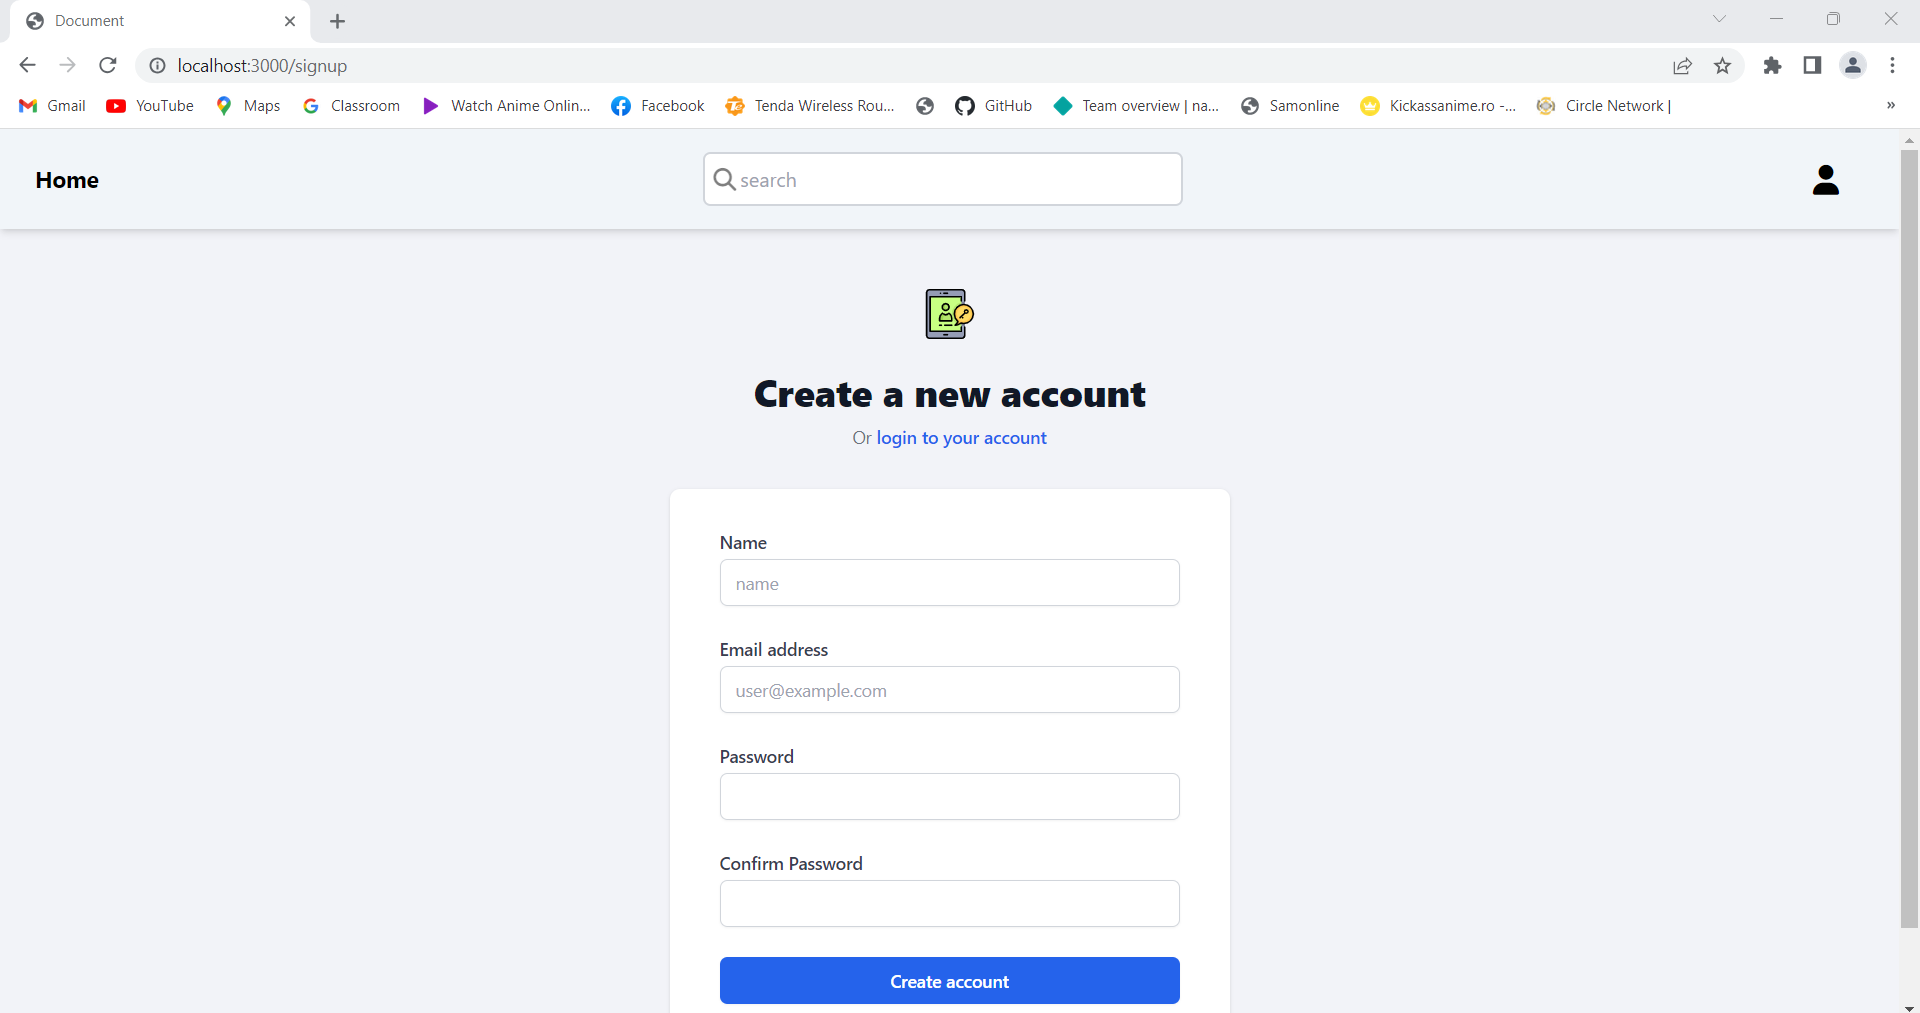 Document
localhost:3000/signup
Gmail YouTube Maps Classroom Watch Anime Onlin... Facebook Tenda Wireless Rou... GitHub Team overview | na... Samonline Kickassanime.ro -... Circle Network | »
Home search
Create a new account
Or login to your account
Name
name
Email address
user@example.com
Password
Confirm Password
Create account